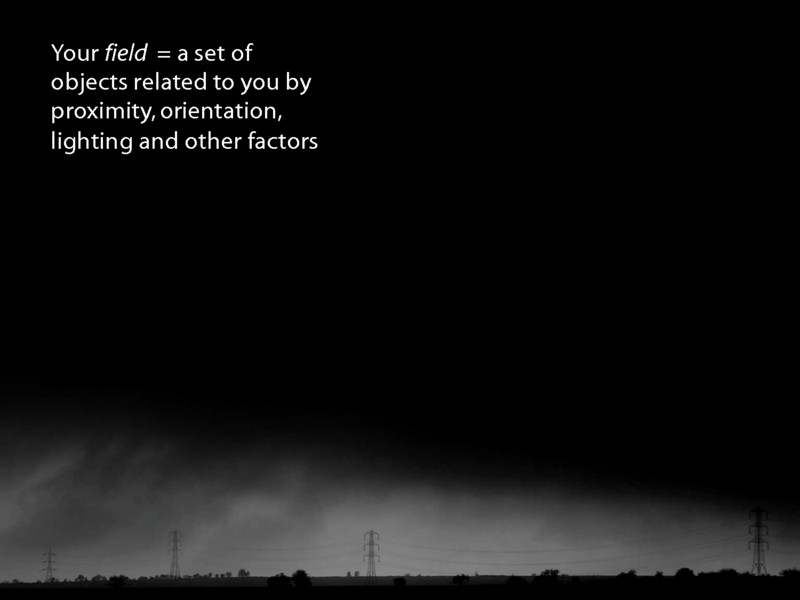 Your field = a set of
objects related to you by
proximity, orientation,
lighting and other factors